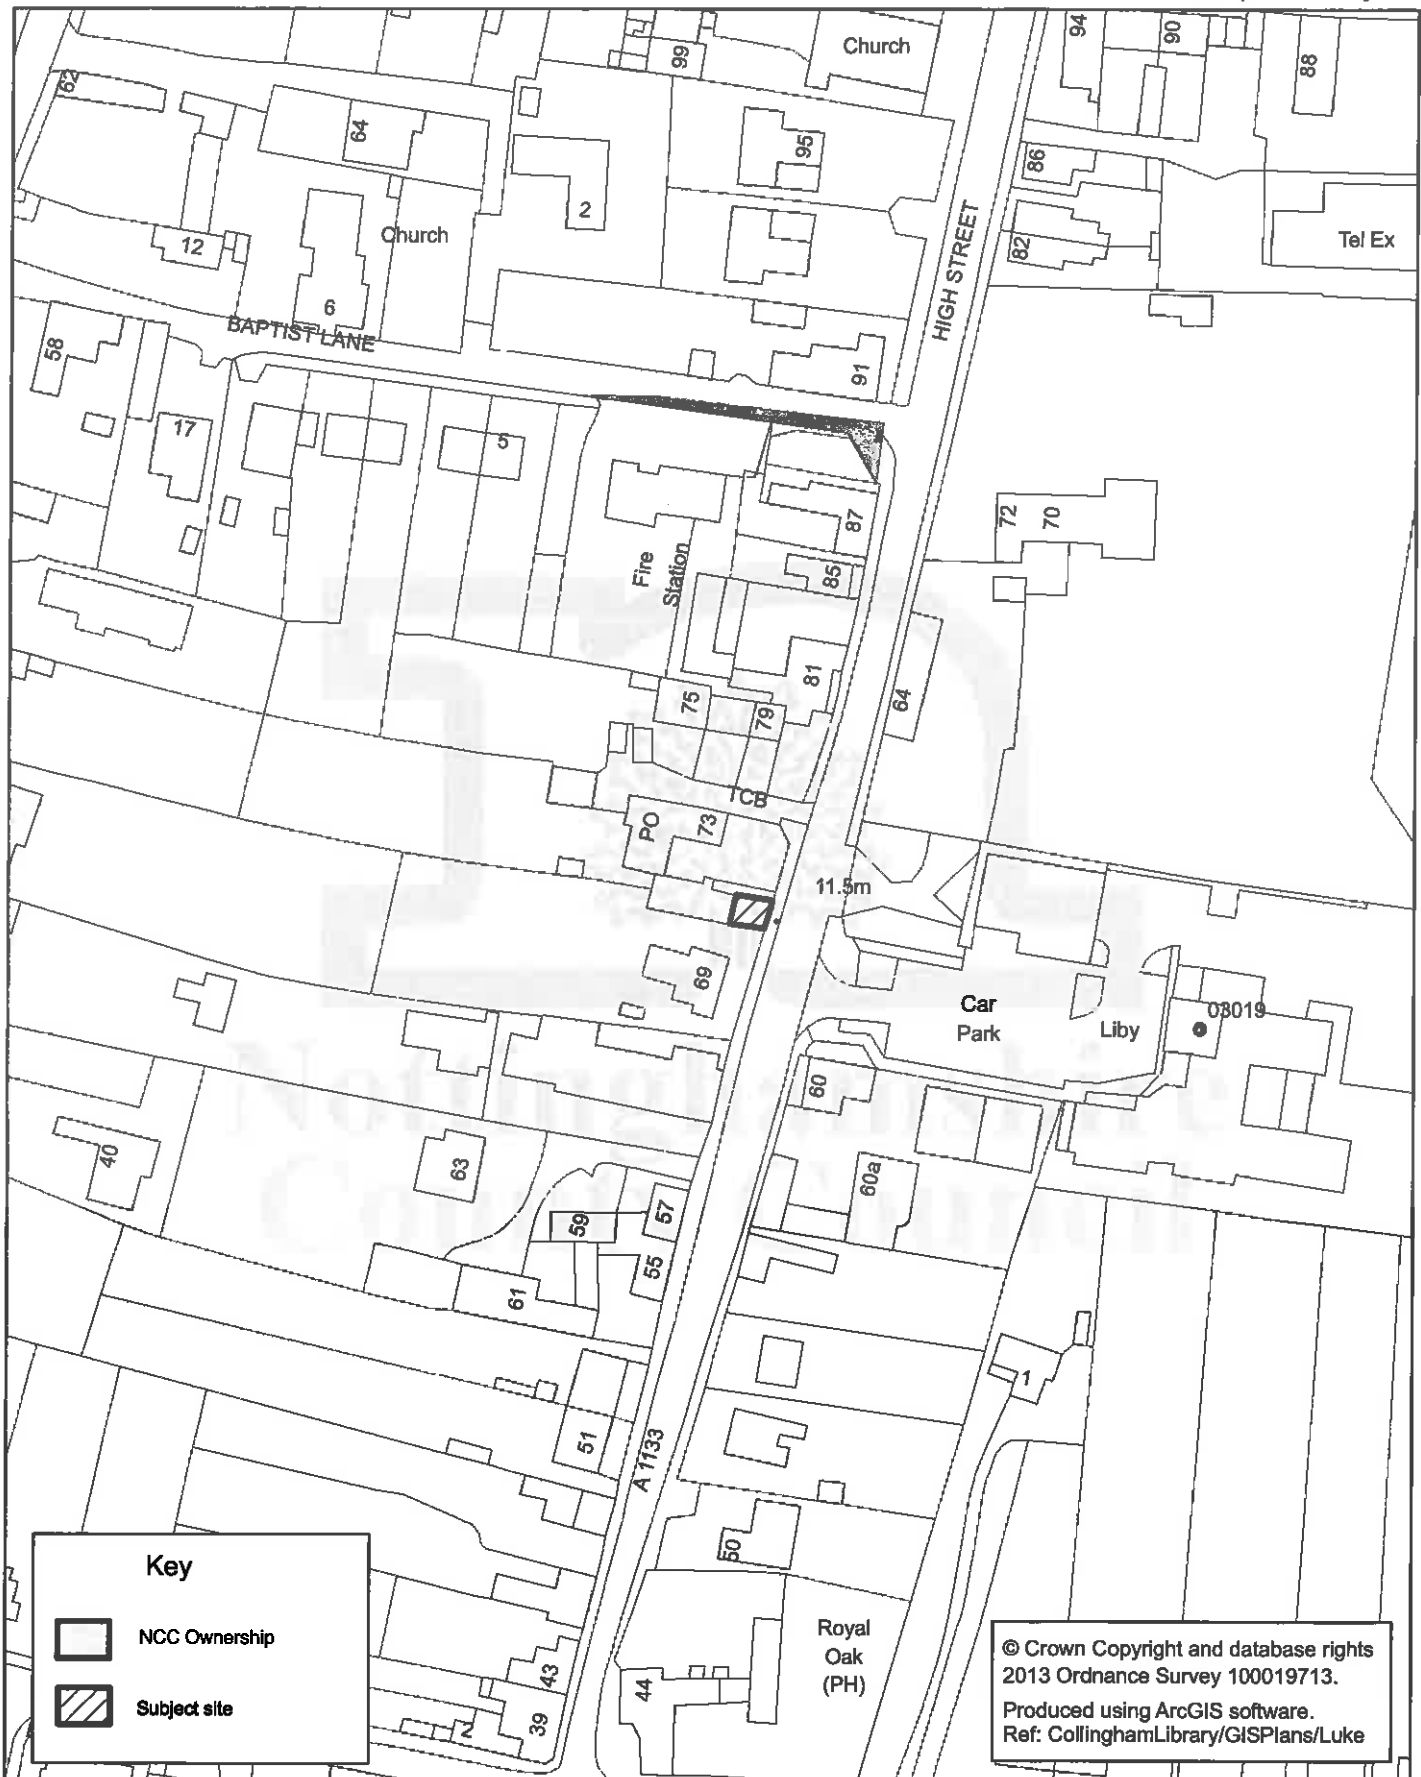 Church
94
90
88
99
62
64
95
86
2
Church
12
82
Tel Ex
HIGH STREET
6
BAPTIST LANE
58
91
17
5
87
72
70
Fire
Station
85
81
75
79
64
TCB
PO
73
11.5m
69
Car
Park
Liby
03019
60
40
63
60a
57
59
55
61
1
51
A 1133
50
Nottinghamshire
County Council
Key
NCC Ownership
Subject site
Royal
Oak
(PH)
43
44
39
2
© Crown Copyright and database rights
2013 Ordnance Survey 100019713.
Produced using ArcGIS software.
Ref: CollinghamLibrary/GISPlans/Luke